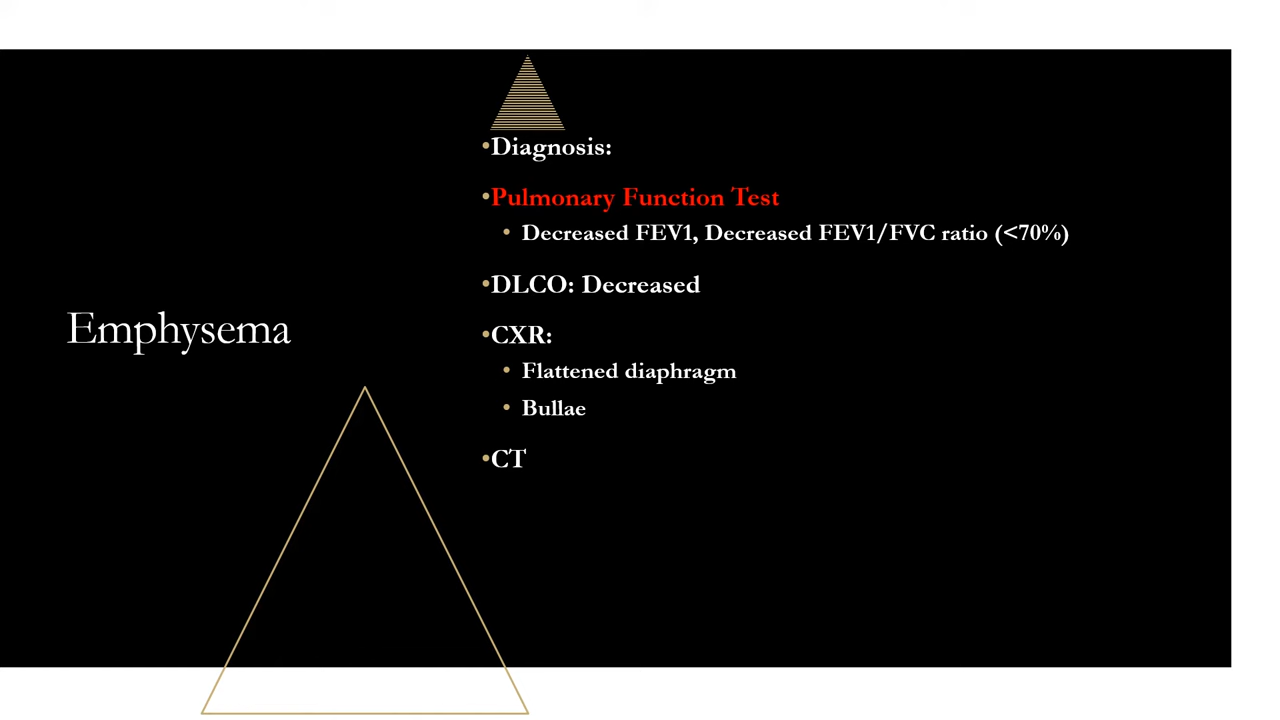 Emphysema
•Diagnosis:
•Pulmonary Function Test
• Decreased FEV1, Decreased FEV1/FVC ratio (<70%)
•DLCO: Decreased
•CXR:
• Flattened diaphragm
• Bullae
•CT